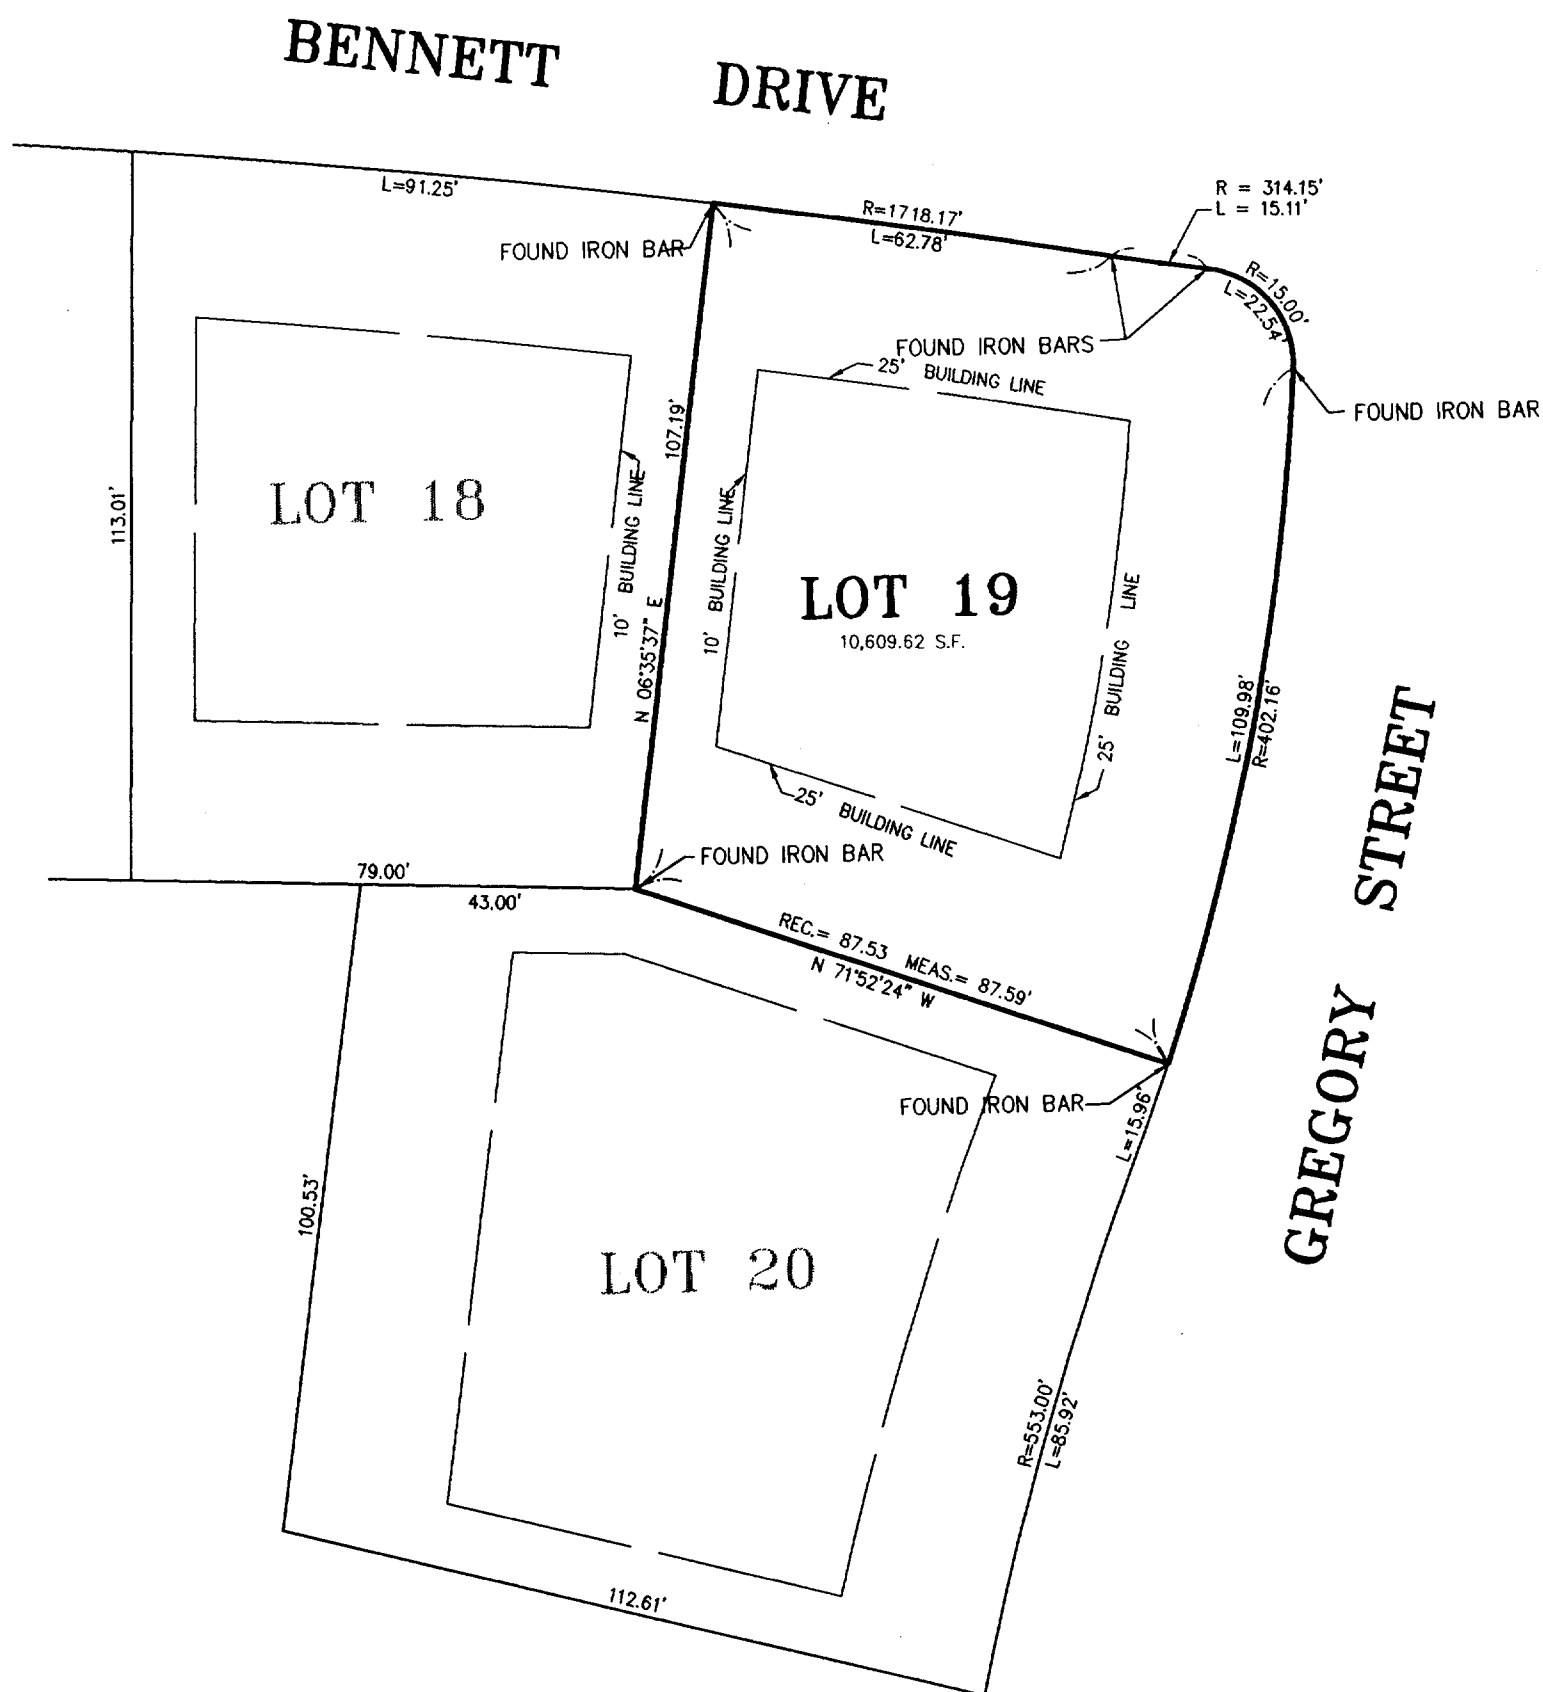 BENNETT DRIVE
L=91.25'
R=1718.17'
L=62.78'
R = 314.15'
L = 15.11'
FOUND IRON BAR
R=15.00'
L=22.54'
FOUND IRON BARS
25' BUILDING LINE
FOUND IRON BAR
113.01'
LOT 18
10' BUILDING LINE
107.19'
N 06°35'37" E
10' BUILDING LINE
LOT 19
10,609.62 S.F.
25' BUILDING LINE
L=109.98'
R=402.16'
GREGORY STREET
25' BUILDING LINE
FOUND IRON BAR
79.00'
43.00'
REC.= 87.53 MEAS.= 87.59'
N 71°52'24" W
FOUND IRON BAR
L=15.96'
100.53'
LOT 20
R=553.00'
L=85.92'
112.61'